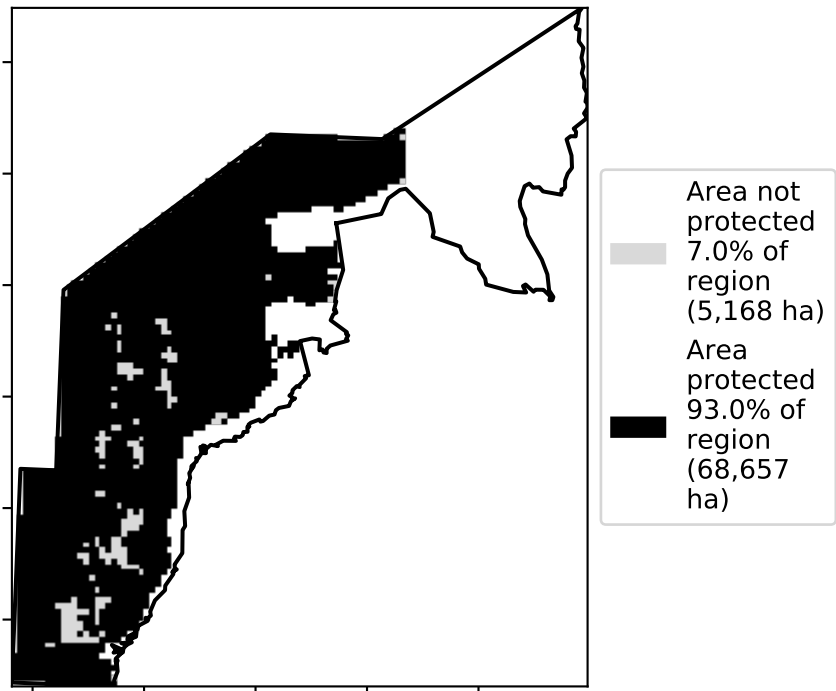 Area not
protected
7.0% of
region
(5,168 ha)
Area
protected
93.0% of
region
(68,657
ha)